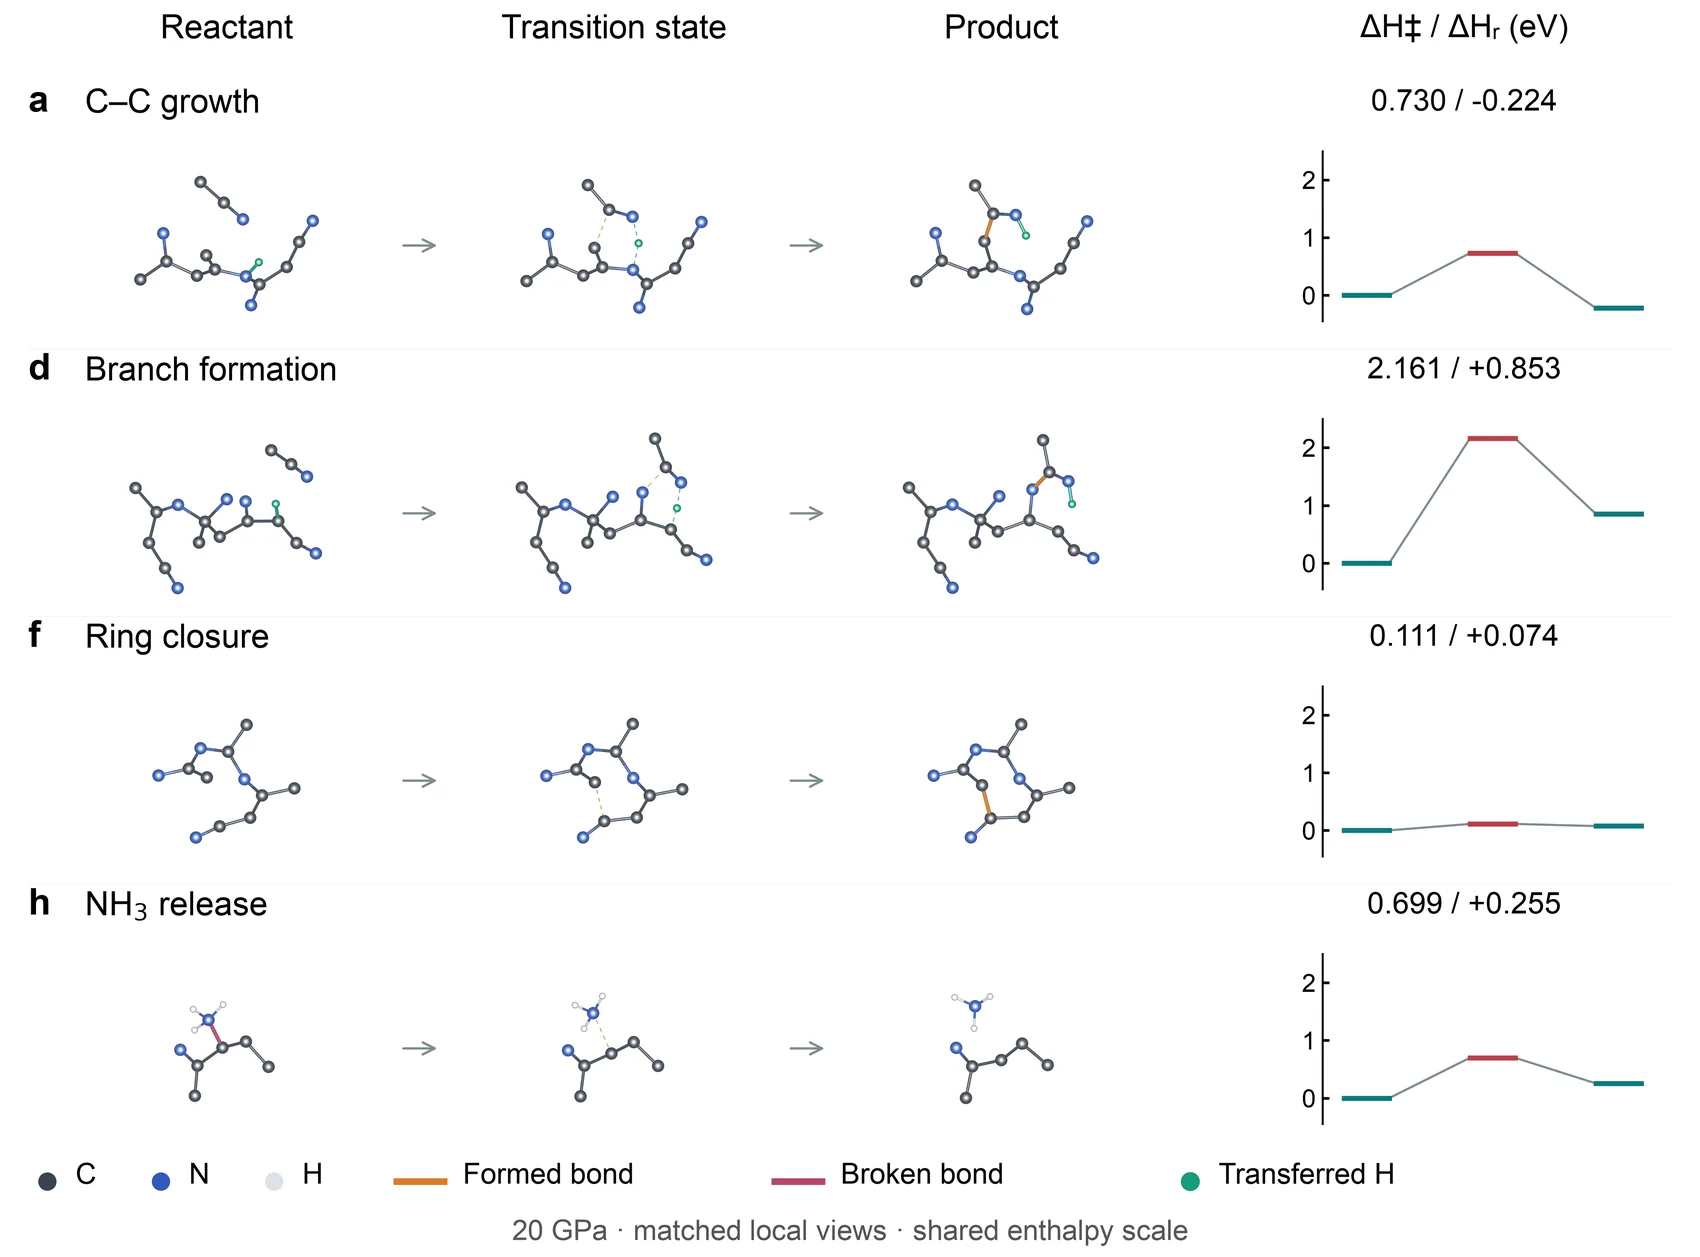 Reactant Transition state Product ΔH‡ / ΔHᵣ (eV)
a C–C growth 0.730 / -0.224
2
1
0
d Branch formation 2.161 / +0.853
2
1
0
f Ring closure 0.111 / +0.074
2
1
0
h NH₃ release 0.699 / +0.255
2
1
0
C N H Formed bond Broken bond Transferred H
20 GPa · matched local views · shared enthalpy scale